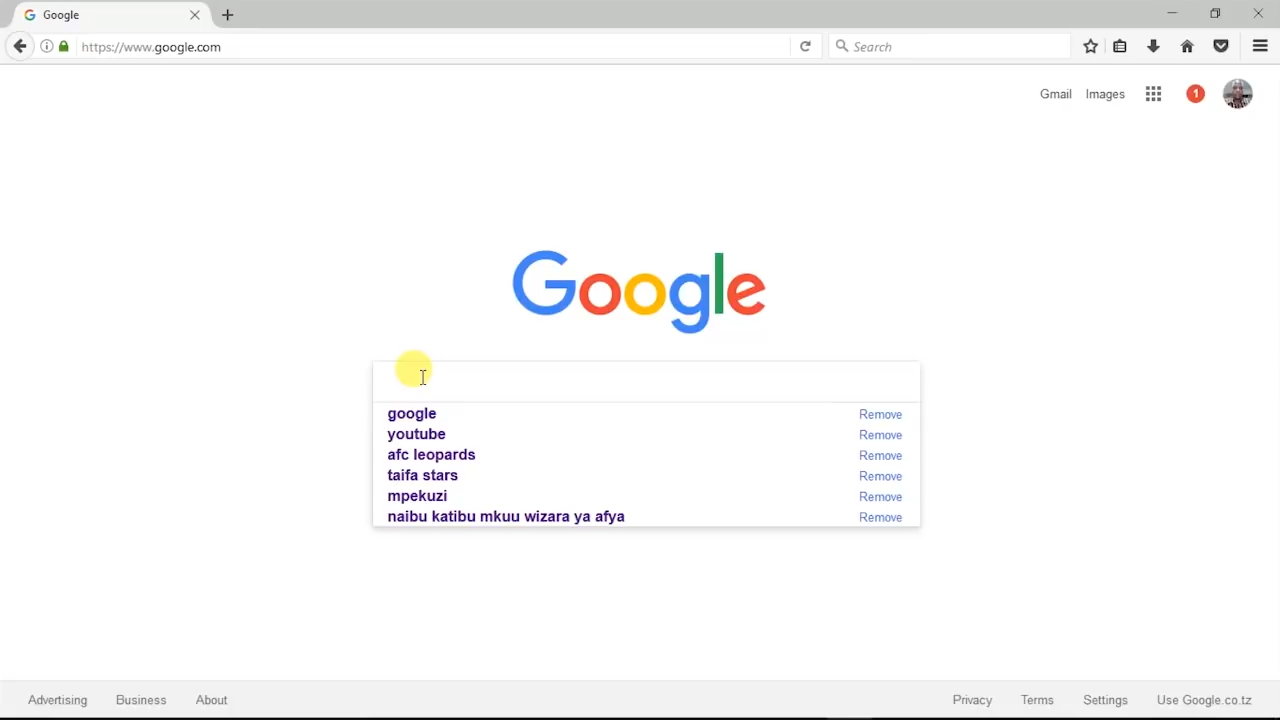 Google
https://www.google.com
Search
Gmail Images 1
Google
google Remove
youtube Remove
afc leopards Remove
taifa stars Remove
mpekuzi Remove
naibu katibu mkuu wizara ya afya Remove
Advertising Business About Privacy Terms Settings Use Google.co.tz